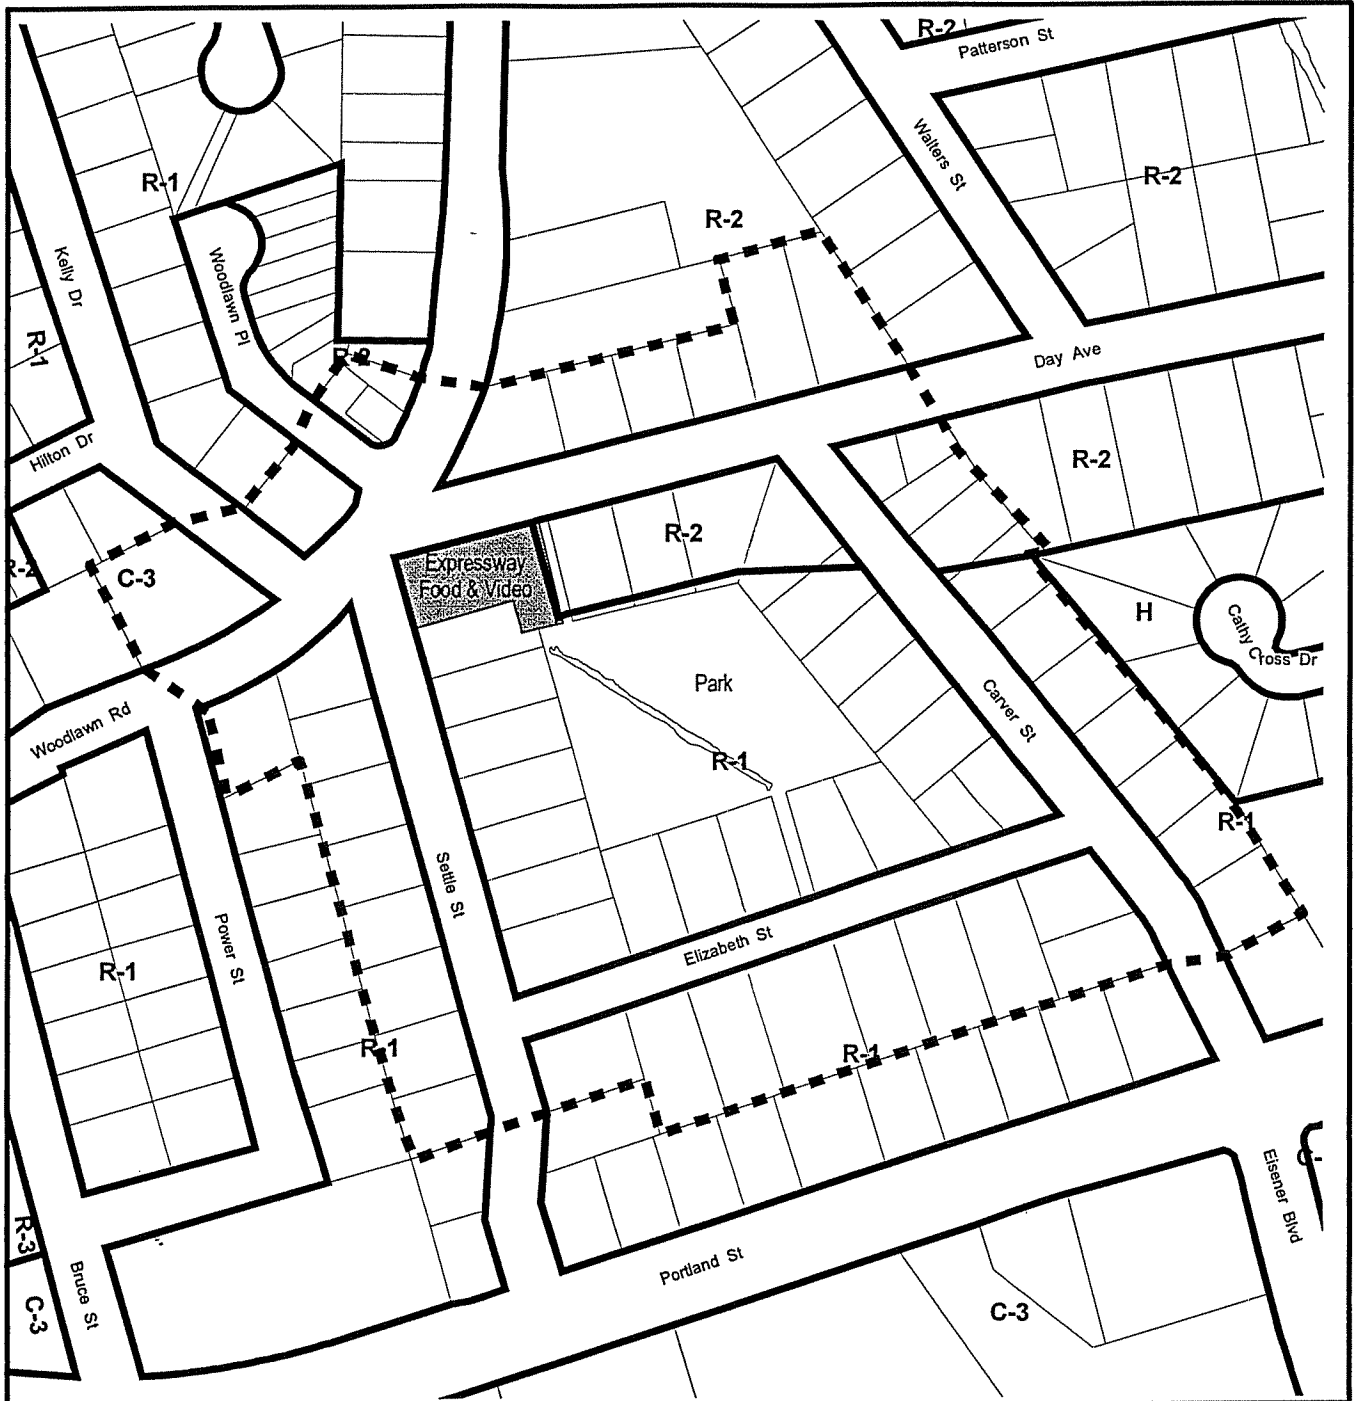 R-2
Patterson St
Walters St
R-1
R-2
R-2
Kelly Dr
Woodlawn Pl
R-1
R-2
Day Ave
Hilton Dr
R-2
R-2
Expressway
Food & Video
R-2
C-3
H
Cathy Cross Dr
Park
Carver St
Woodlawn Rd
R-1
R-1
Settle St
Power St
Elizabeth St
R-1
R-1
R-1
Eisener Blvd
C-
R-3
Portland St
Bruce St
C-3
C-3